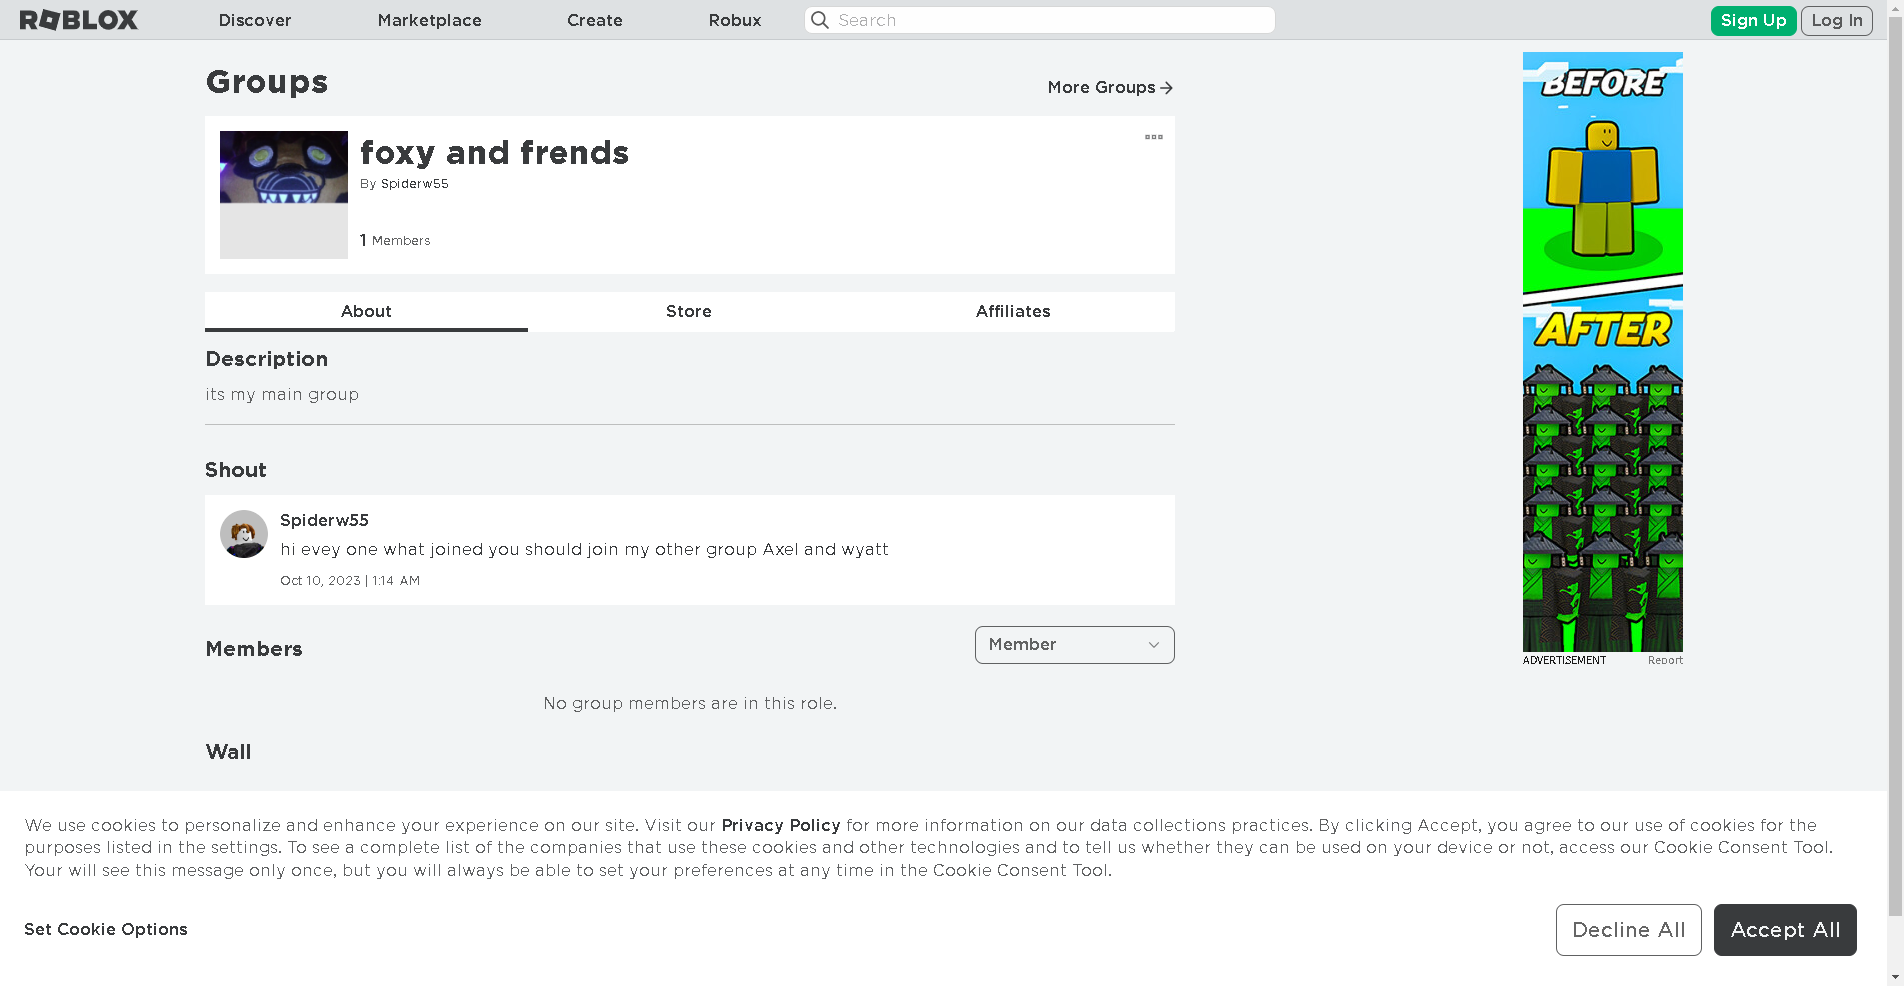 ROBLOX Discover Marketplace Create Robux Search Sign Up Log In
Groups
More Groups
foxy and frends
By Spiderw55
1 Members
About Store Affiliates
Description
its my main group
Shout
Spiderw55
hi evey one what joined you should join my other group Axel and wyatt
Oct 10, 2023 | 1:14 AM
Members
Member
No group members are in this role.
Wall
BEFORE
AFTER
ADVERTISEMENT Report
We use cookies to personalize and enhance your experience on our site. Visit our Privacy Policy for more information on our data collections practices. By clicking Accept, you agree to our use of cookies for the
purposes listed in the settings. To see a complete list of the companies that use these cookies and other technologies and to tell us whether they can be used on your device or not, access our Cookie Consent Tool.
Your will see this message only once, but you will always be able to set your preferences at any time in the Cookie Consent Tool.
Set Cookie Options
Decline All Accept All